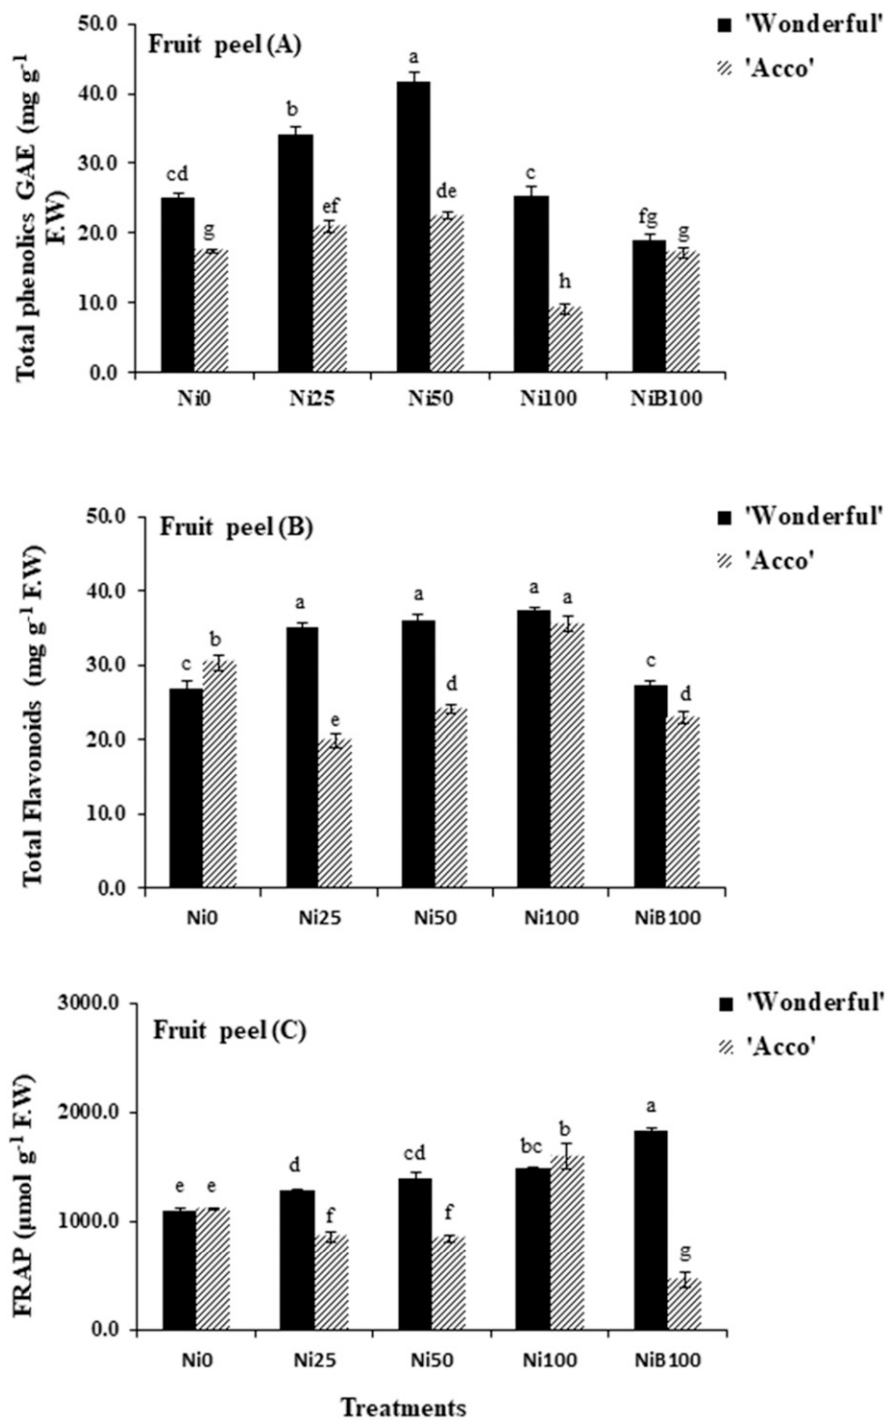 Fruit peel (A)
'Wonderful'
'Acco'
Total phenolics GAE (mg g-1
F.W)
50.0
40.0
30.0
20.0
10.0
0.0
cd g b ef a de c h fg g
Ni0 Ni25 Ni50 Ni100 NiB100
Fruit peel (B)
'Wonderful'
'Acco'
Total Flavonoids (mg g-1 F.W)
50.0
40.0
30.0
20.0
10.0
0.0
c b a e a d a a c d
Ni0 Ni25 Ni50 Ni100 NiB100
Fruit peel (C)
'Wonderful'
'Acco'
FRAP (µmol g-1 F.W)
3000.0
2000.0
1000.0
0.0
e e d f cd f bc b a g
Ni0 Ni25 Ni50 Ni100 NiB100
Treatments